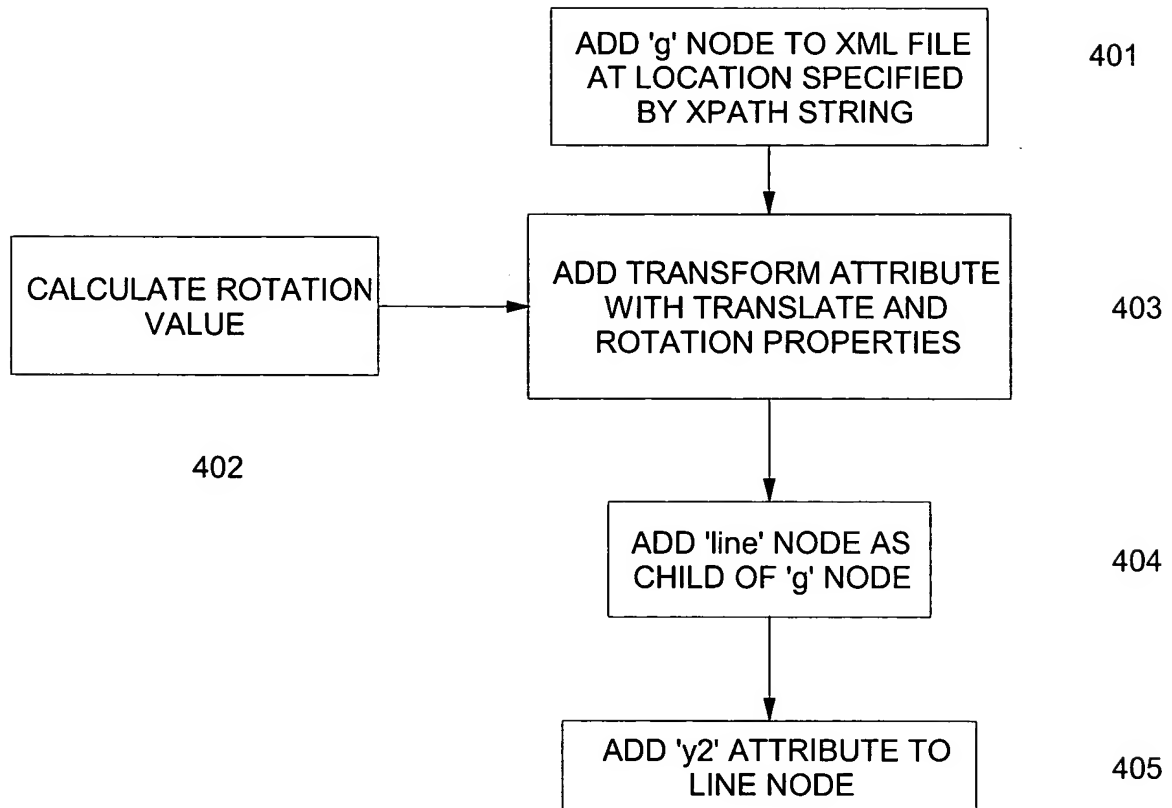 ADD 'g' NODE TO XML FILE
AT LOCATION SPECIFIED
BY XPATH STRING
401
CALCULATE ROTATION
VALUE
402
ADD TRANSFORM ATTRIBUTE
WITH TRANSLATE AND
ROTATION PROPERTIES
403
ADD 'line' NODE AS
CHILD OF 'g' NODE
404
ADD 'y2' ATTRIBUTE TO
LINE NODE
405